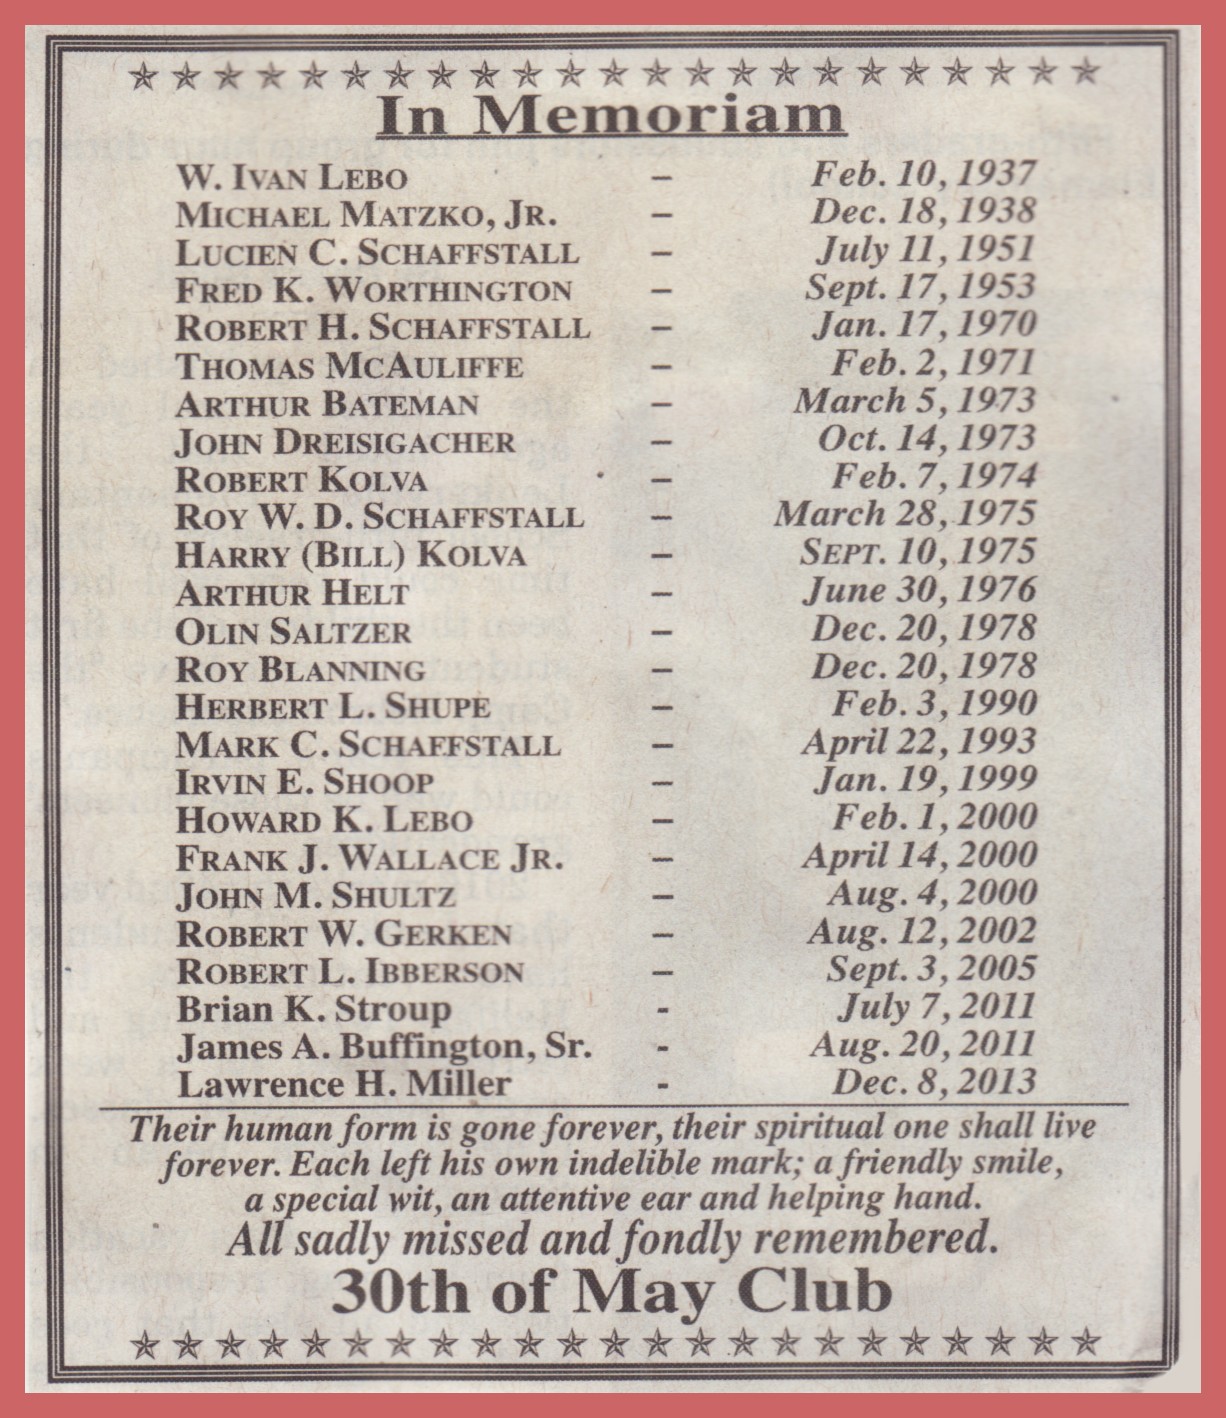 In Memoriam
W. IVAN LEBO – Feb. 10, 1937
MICHAEL MATZKO, JR. – Dec. 18, 1938
LUCIEN C. SCHAFFSTALL – July 11, 1951
FRED K. WORTHINGTON – Sept. 17, 1953
ROBERT H. SCHAFFSTALL – Jan. 17, 1970
THOMAS MCAULIFFE – Feb. 2, 1971
ARTHUR BATEMAN – March 5, 1973
JOHN DREISIGACHER – Oct. 14, 1973
ROBERT KOLVA – Feb. 7, 1974
ROY W. D. SCHAFFSTALL – March 28, 1975
HARRY (BILL) KOLVA – SEPT. 10, 1975
ARTHUR HELT – June 30, 1976
OLIN SALTZER – Dec. 20, 1978
ROY BLANNING – Dec. 20, 1978
HERBERT L. SHUPE – Feb. 3, 1990
MARK C. SCHAFFSTALL – April 22, 1993
IRVIN E. SHOOP – Jan. 19, 1999
HOWARD K. LEBO – Feb. 1, 2000
FRANK J. WALLACE JR. – April 14, 2000
JOHN M. SHULTZ – Aug. 4, 2000
ROBERT W. GERKEN – Aug. 12, 2002
ROBERT L. IBBERSON – Sept. 3, 2005
Brian K. Stroup - July 7, 2011
James A. Buffington, Sr. - Aug. 20, 2011
Lawrence H. Miller - Dec. 8, 2013
Their human form is gone forever, their spiritual one shall live
forever. Each left his own indelible mark; a friendly smile,
a special wit, an attentive ear and helping hand.
All sadly missed and fondly remembered.
30th of May Club